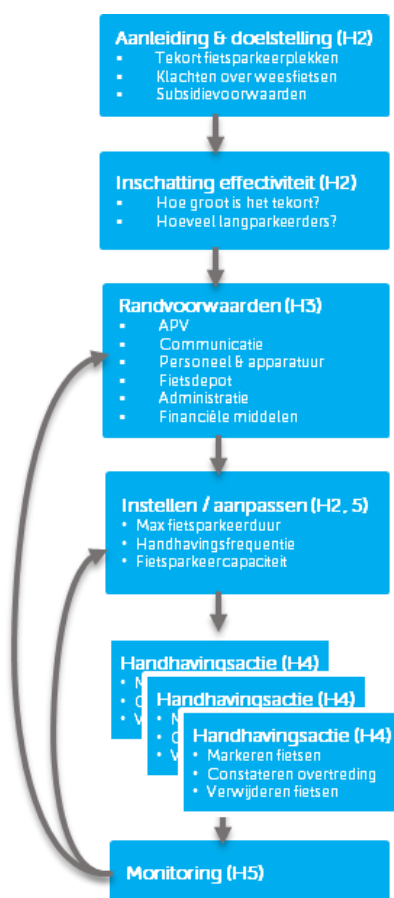 Aanleiding & doelstelling (H2)
▪ Tekort fietsparkeerplekken
▪ Klachten over weesfietsen
▪ Subsidievoorwaarden
Inschatting effectiviteit (H2)
▪ Hoe groot is het tekort?
▪ Hoeveel langparkeerders?
Randvoorwaarden (H3)
▪ APV
▪ Communicatie
▪ Personeel & apparatuur
▪ Fietsdepot
▪ Administratie
▪ Financiële middelen
Instellen / aanpassen (H2, 5)
• Max fietsparkeerduur
• Handhavingsfrequentie
• Fietsparkeercapaciteit
Handhavingsactie (H4)
Handhavingsactie (H4)
Handhavingsactie (H4)
• Markeren fietsen
• Constateren overtreding
• Verwijderen fietsen
Monitoring (H5)